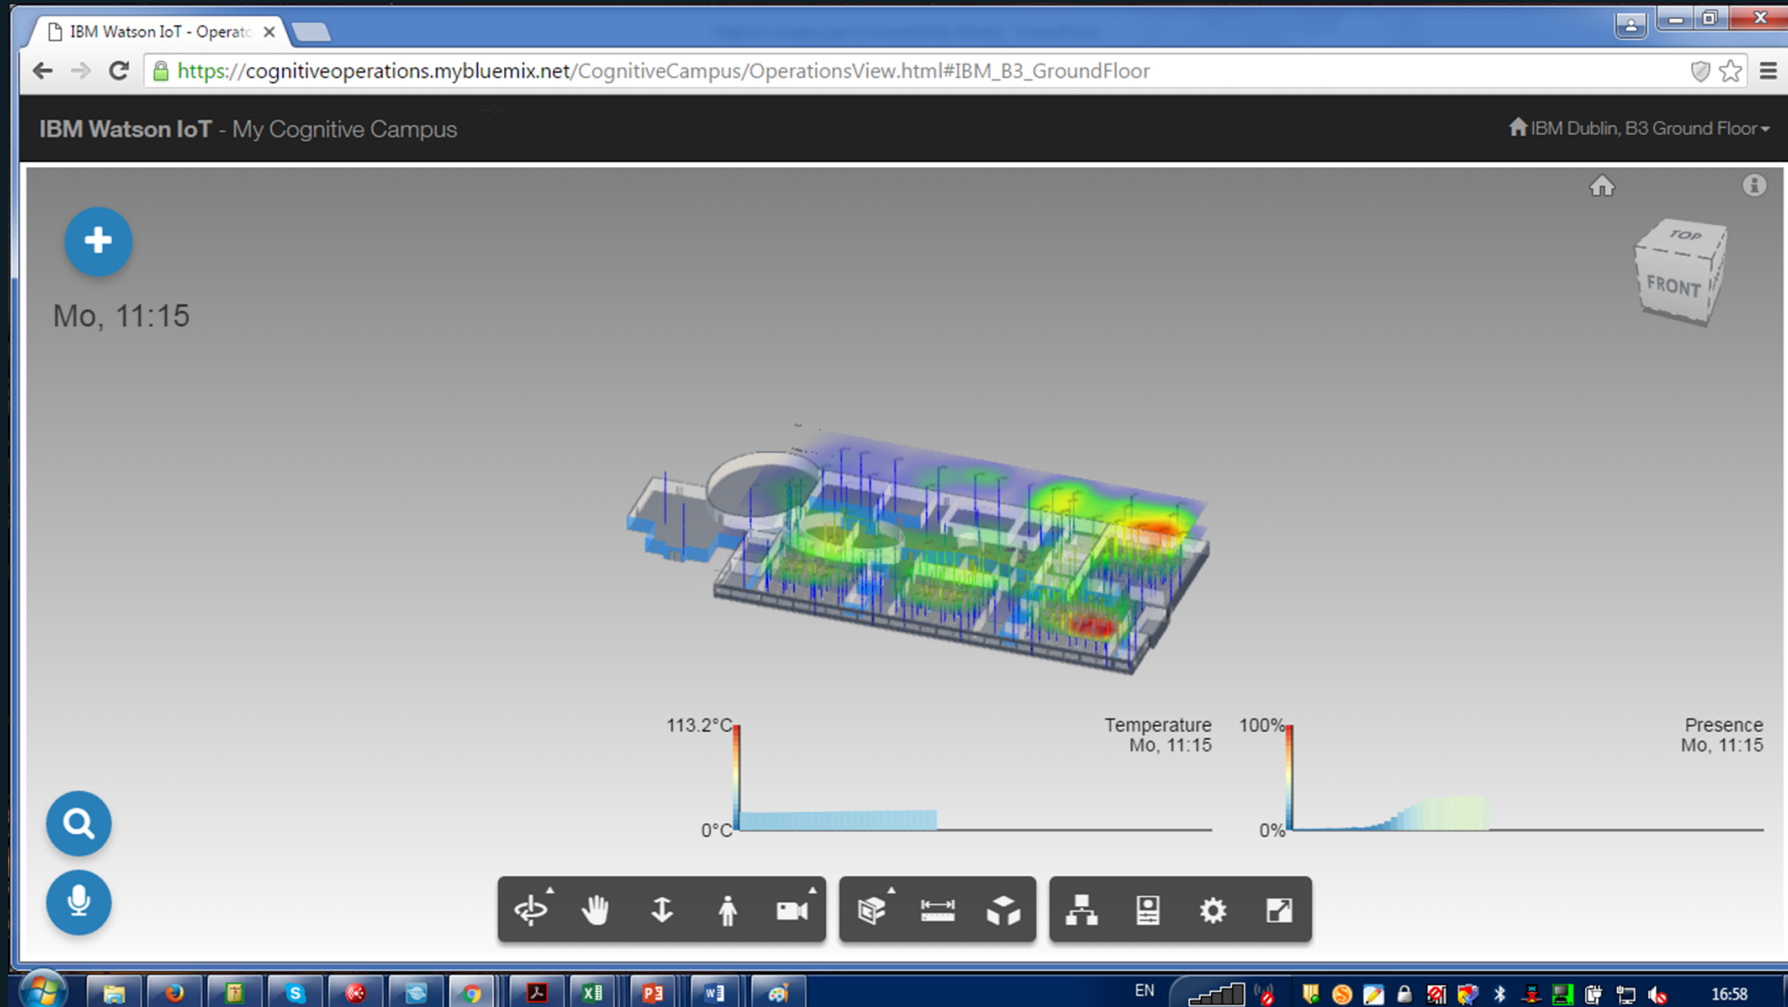 IBM Watson IoT - Operato
https://cognitiveoperations.mybluemix.net/CognitiveCampus/OperationsView.html#IBM_B3_GroundFloor
IBM Watson IoT - My Cognitive Campus
IBM Dublin, B3 Ground Floor
TOP
FRONT
Mo, 11:15
113.2°C
Temperature
Mo, 11:15
0°C
100%
Presence
Mo, 11:15
0%
EN
16:58